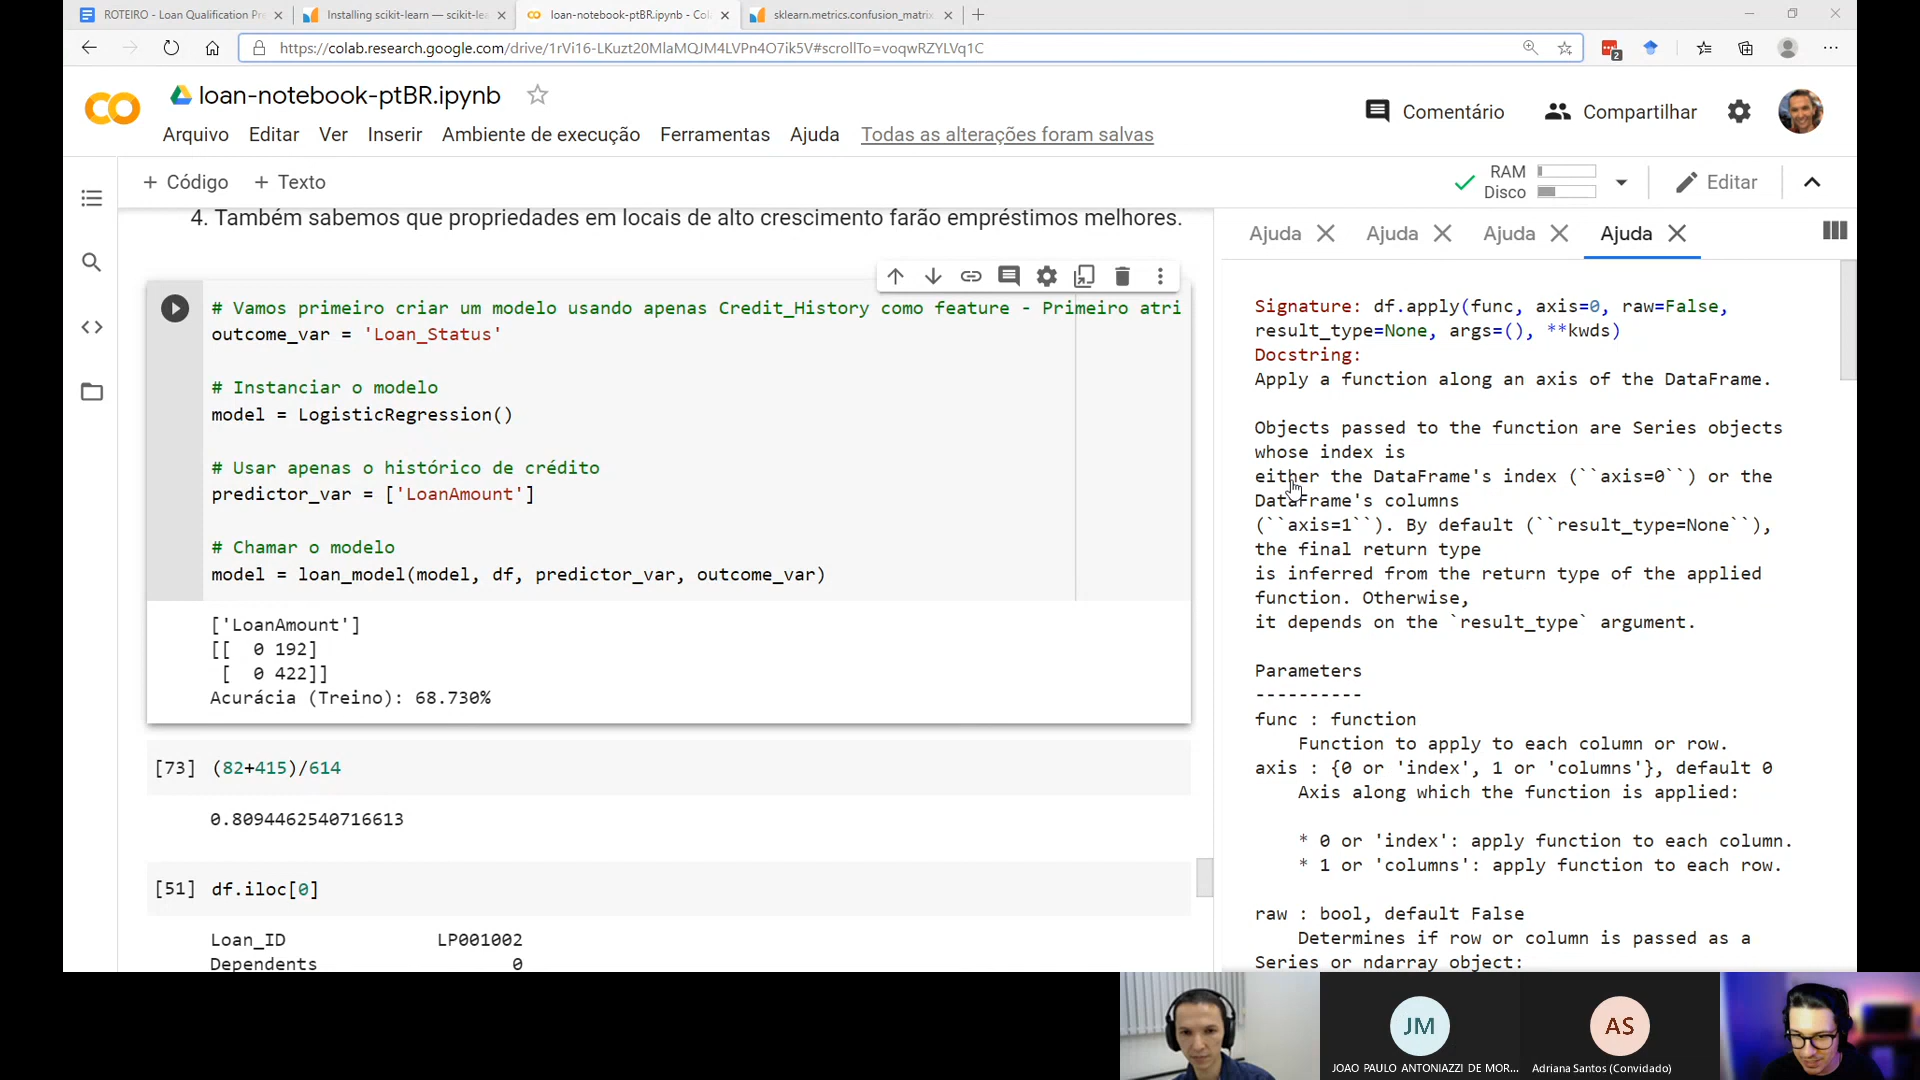 ROTEIRO - Loan Qualification Pre
Installing scikit-learn — scikit-le
loan-notebook-ptBR.ipynb - Col
sklearn.metrics.confusion_matrix
https://colab.research.google.com/drive/1rVi16-LKuzt20MlaMQJM4LVPn4O7ik5V#scrollTo=voqwRZYLVq1C
2
loan-notebook-ptBR.ipynb
Comentário
Compartilhar
Arquivo Editar Ver Inserir Ambiente de execução Ferramentas Ajuda Todas as alterações foram salvas
+ Código + Texto
RAM
Disco
Editar
4. Também sabemos que propriedades em locais de alto crescimento farão empréstimos melhores.
# Vamos primeiro criar um modelo usando apenas Credit_History como feature - Primeiro atri
outcome_var = 'Loan_Status'
# Instanciar o modelo
model = LogisticRegression()
# Usar apenas o histórico de crédito
predictor_var = ['LoanAmount']
# Chamar o modelo
model = loan_model(model, df, predictor_var, outcome_var)
['LoanAmount']
[[  0 192]
 [  0 422]]
Acurácia (Treino): 68.730%
[73] (82+415)/614
0.8094462540716613
[51] df.iloc[0]
Loan_ID LP001002
Dependents 0
Ajuda Ajuda Ajuda Ajuda
Signature: df.apply(func, axis=0, raw=False,
result_type=None, args=(), **kwds)
Docstring:
Apply a function along an axis of the DataFrame.
Objects passed to the function are Series objects
whose index is
either the DataFrame's index (``axis=0``) or the
DataFrame's columns
(``axis=1``). By default (``result_type=None``),
the final return type
is inferred from the return type of the applied
function. Otherwise,
it depends on the `result_type` argument.
Parameters
----------
func : function
Function to apply to each column or row.
axis : {0 or 'index', 1 or 'columns'}, default 0
Axis along which the function is applied:
* 0 or 'index': apply function to each column.
* 1 or 'columns': apply function to each row.
raw : bool, default False
Determines if row or column is passed as a
Series or ndarray object:
JM
JOAO PAULO ANTONIAZZI DE MOR...
AS
Adriana Santos (Convidado)